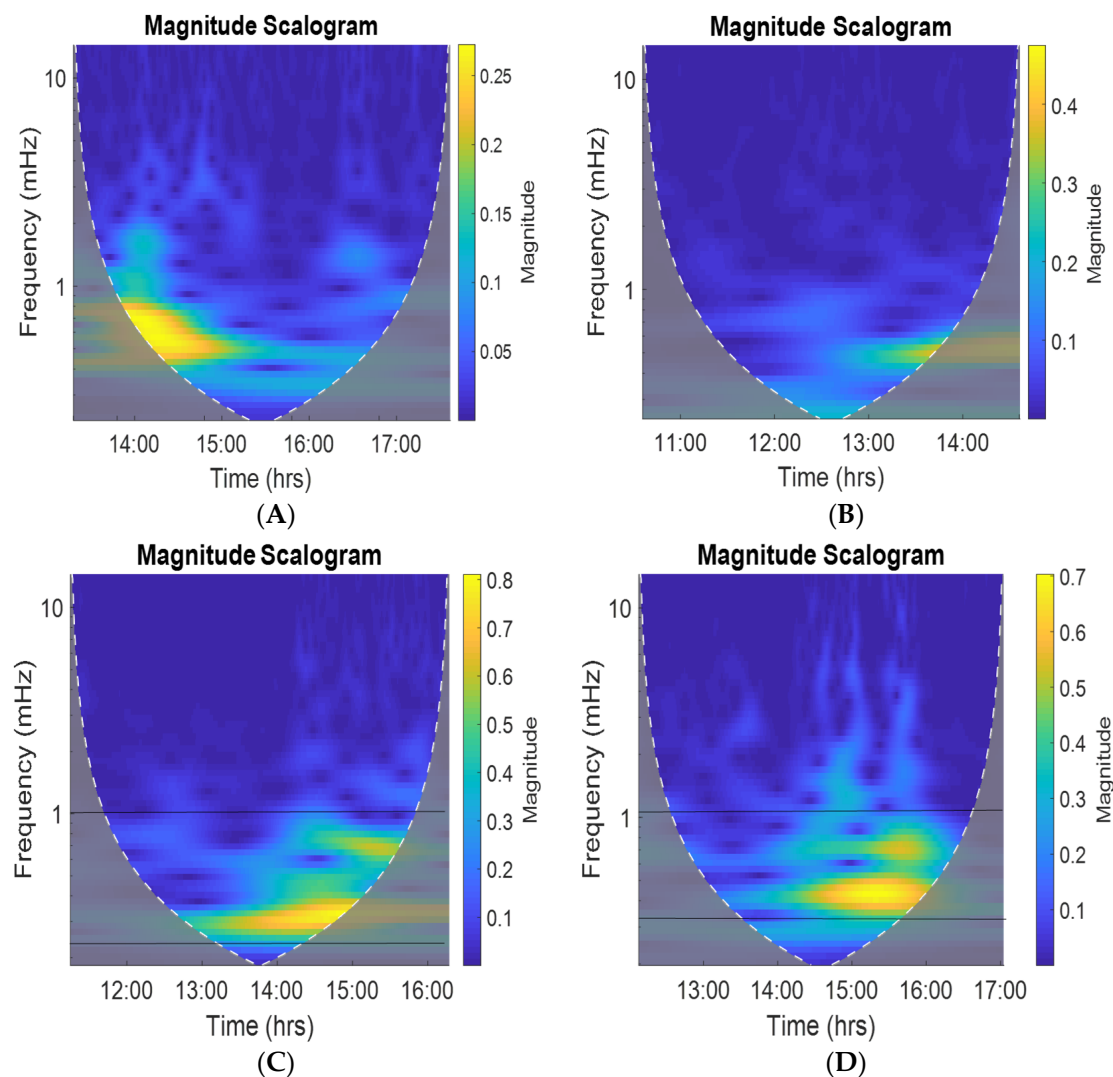 Magnitude Scalogram
Frequency (mHz)
10
1
14:00 15:00 16:00 17:00
Time (hrs)
0.25
0.2
0.15
0.1
0.05
Magnitude
(A)
Magnitude Scalogram
Frequency (mHz)
10
1
11:00 12:00 13:00 14:00
Time (hrs)
0.4
0.3
0.2
0.1
Magnitude
(B)
Magnitude Scalogram
Frequency (mHz)
10
1
12:00 13:00 14:00 15:00 16:00
Time (hrs)
0.8
0.7
0.6
0.5
0.4
0.3
0.2
0.1
Magnitude
(C)
Magnitude Scalogram
Frequency (mHz)
10
1
13:00 14:00 15:00 16:00 17:00
Time (hrs)
0.7
0.6
0.5
0.4
0.3
0.2
0.1
Magnitude
(D)